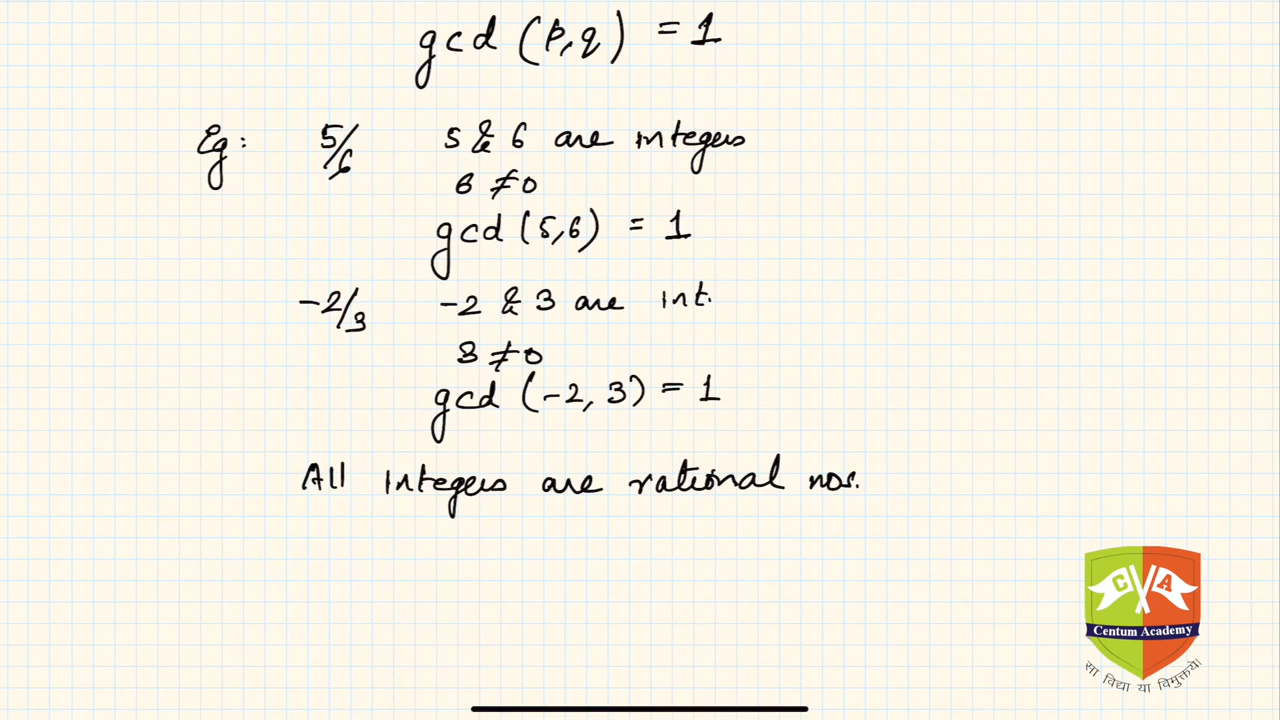 gcd (p,q) = 1
Eg: 5/6 5 & 6 are integers
6 ≠ 0
gcd (5,6) = 1
-2/3 -2 & 3 are int.
3 ≠ 0
gcd (-2, 3) = 1
All integers are rational nos.
C A
Centum Academy
सा विद्या या विमुक्तये।